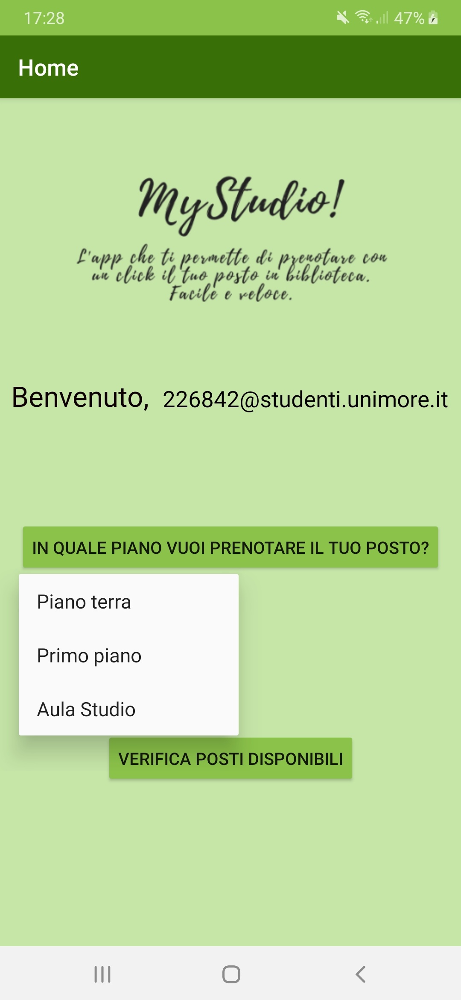 17:28 47%
Home
MyStudio!
L'app che ti permette di prenotare con
un click il tuo posto in biblioteca.
Facile e veloce.
Benvenuto, 226842@studenti.unimore.it
IN QUALE PIANO VUOI PRENOTARE IL TUO POSTO?
Piano terra
Primo piano
Aula Studio
VERIFICA POSTI DISPONIBILI